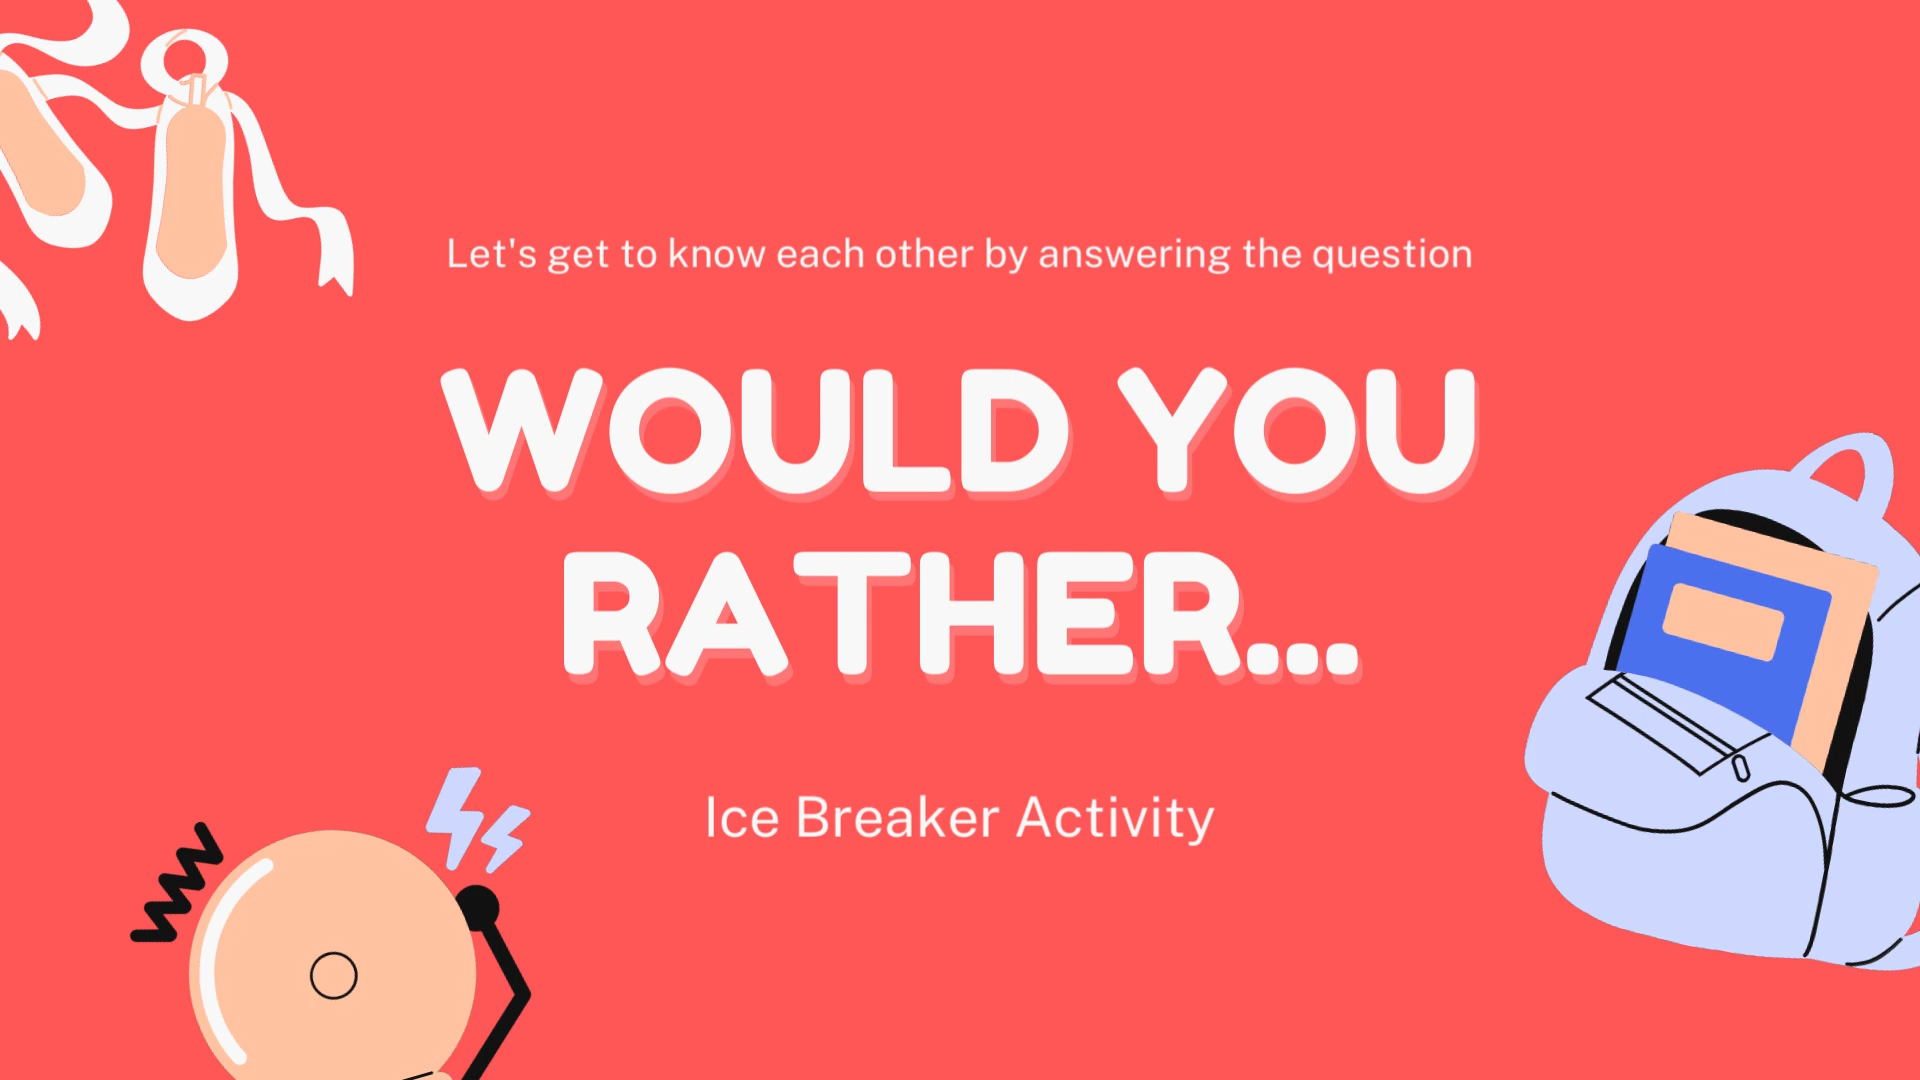 Let's get to know each other by answering the question
WOULD YOU
RATHER...
Ice Breaker Activity